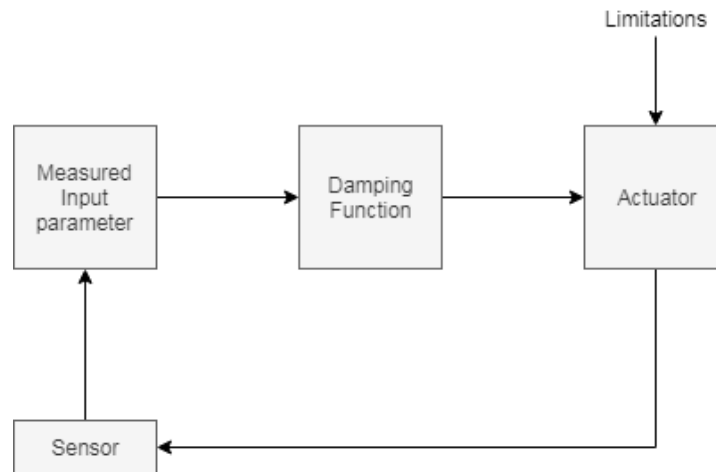 Limitations
Measured
Input
parameter
Damping
Function
Actuator
Sensor